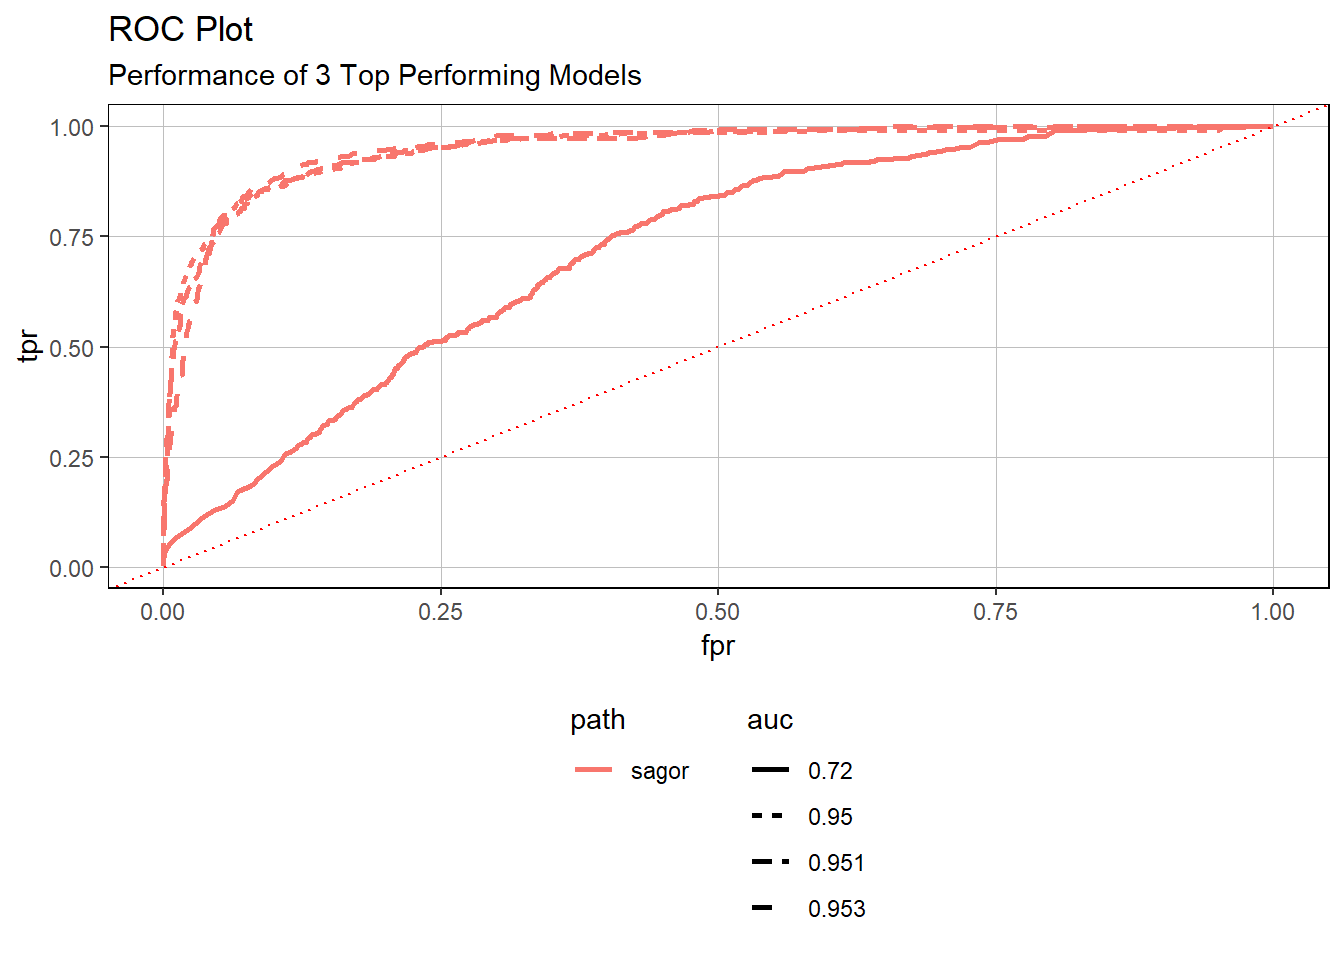 ROC Plot
Performance of 3 Top Performing Models
1.00
0.75
0.50
0.25
0.00
tpr
0.00 0.25 0.50 0.75 1.00
fpr
path
sagor
auc
0.72
0.95
0.951
0.953